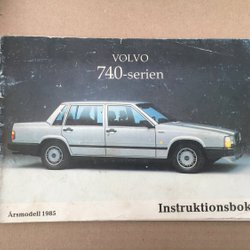 VOLVO
740-serien
Årsmodell 1985
Instruktionsbok